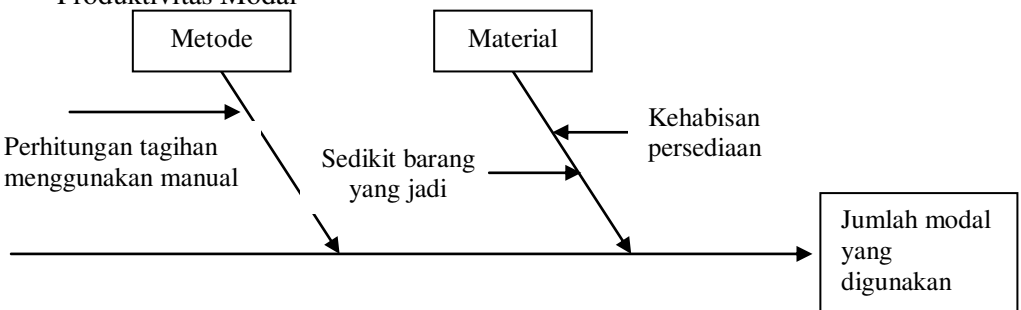 Produktivitas Modal
Metode
Material
Perhitungan tagihan
menggunakan manual
Sedikit barang
yang jadi
Kehabisan
persediaan
Jumlah modal
yang
digunakan